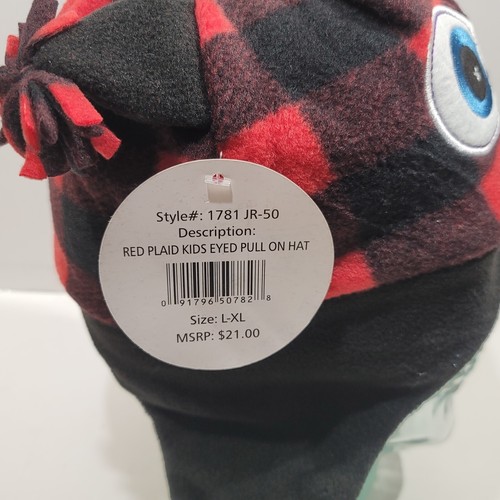 Style#: 1781 JR-50
Description:
RED PLAID KIDS EYED PULL ON HAT
0 91796 50782 8
Size: L-XL
MSRP: $21.00